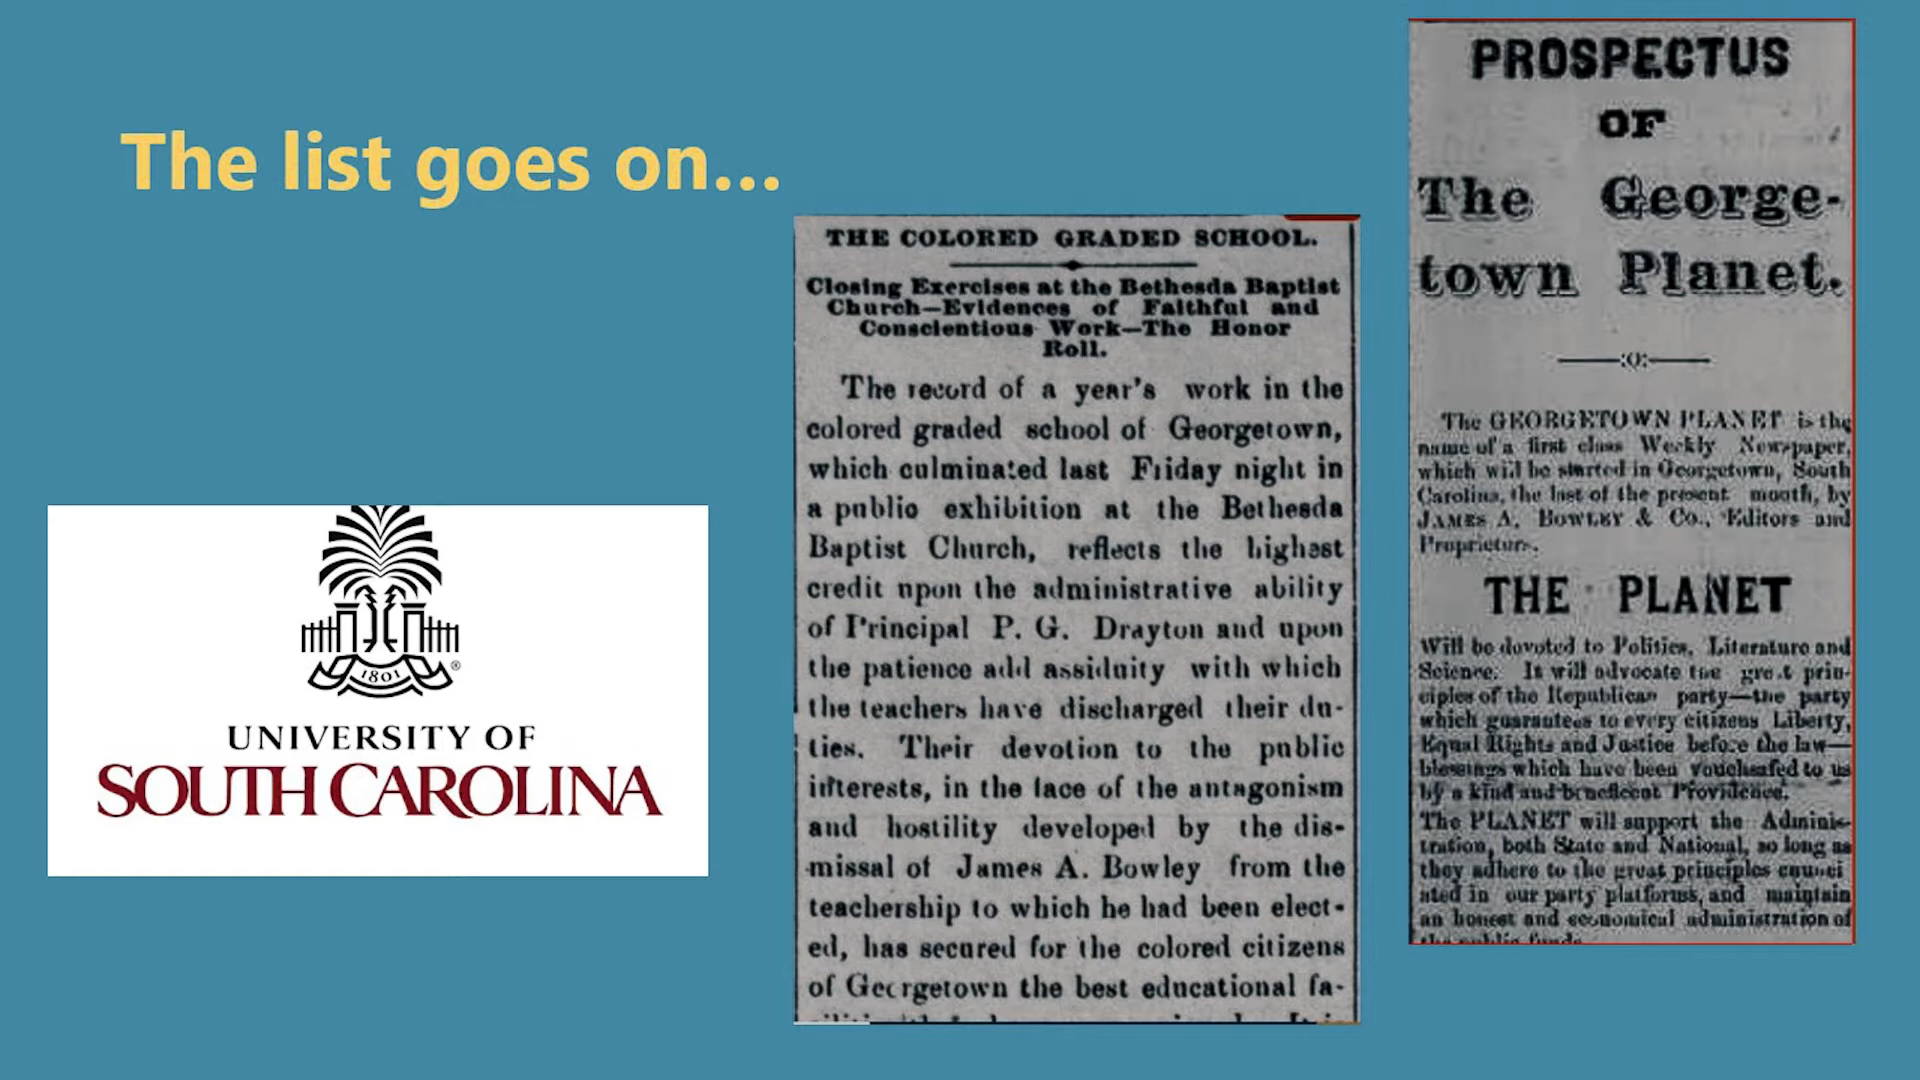 The list goes on...
1801
®
UNIVERSITY OF
SOUTH CAROLINA
THE COLORED GRADED SCHOOL.
Closing Exercises at the Bethesda Baptist
Church—Evidences of Faithful and
Conscientious Work—The Honor
Roll.
The record of a year's work in the
colored graded school of Georgetown,
which culminated last Friday night in
a public exhibition at the Bethesda
Baptist Church, reflects the highest
credit upon the administrative ability
of Principal P. G. Drayton and upon
the patience add assiduity with which
the teachers have discharged their du-
ties. Their devotion to the public
interests, in the face of the antagonism
and hostility developed by the dis-
missal of James A. Bowley from the
teachership to which he had been elect-
ed, has secured for the colored citizens
of Georgetown the best educational fa-
PROSPECTUS
OF
The George-
town Planet.
:O:
The GEORGETOWN PLANET is the
name of a first class Weekly Newspaper,
which will be started in Georgetown, South
Carolina, the last of the present month, by
JAMES A. BOWLEY & Co., Editors and
Proprietors.
THE PLANET
Will be devoted to Politics, Literature and
Science. It will advocate the great prin-
ciples of the Republican party—the party
which guarantees to every citizens Liberty,
Equal Rights and Justice before the law—
blessings which have been vouchsafed to us
by a kind and beneficent Providence.
The PLANET will support the Adminis-
tration, both State and National, so long as
they adhere to the great principles enunci
ated in our party platforms, and maintain
an honest and economical administration of
the public funds